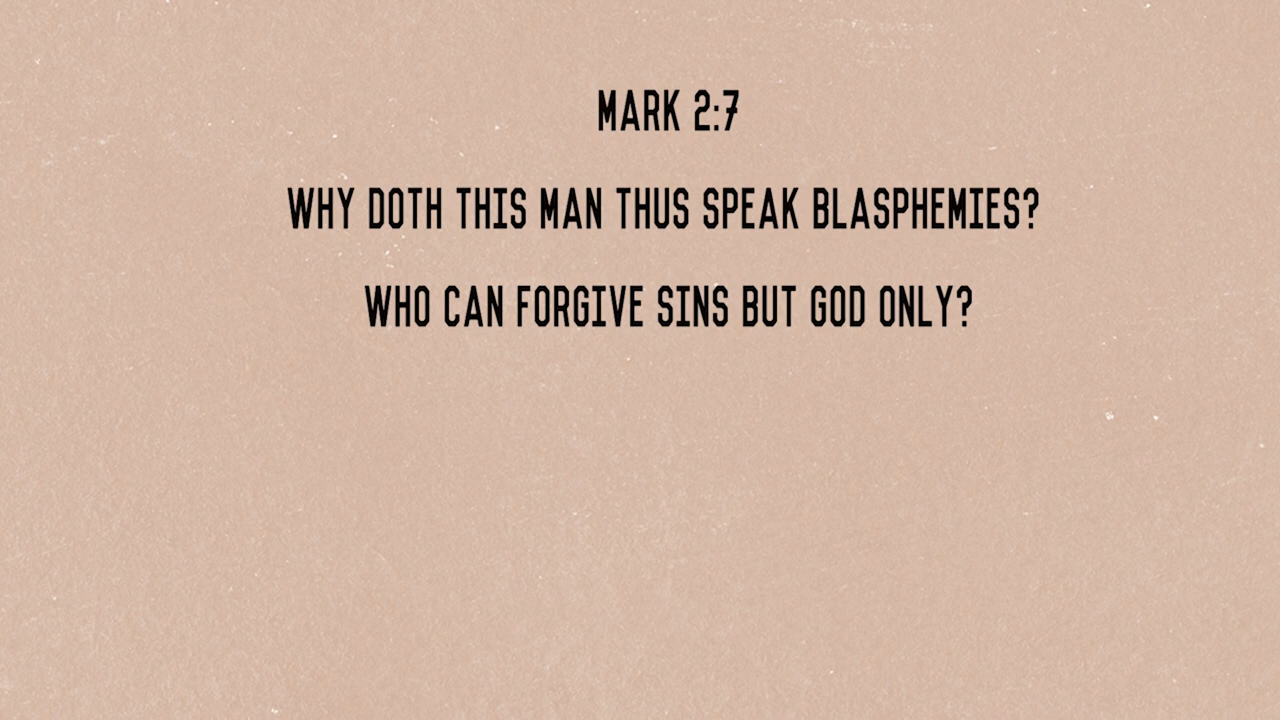 MARK 2:7
WHY DOTH THIS MAN THUS SPEAK BLASPHEMIES?
WHO CAN FORGIVE SINS BUT GOD ONLY?